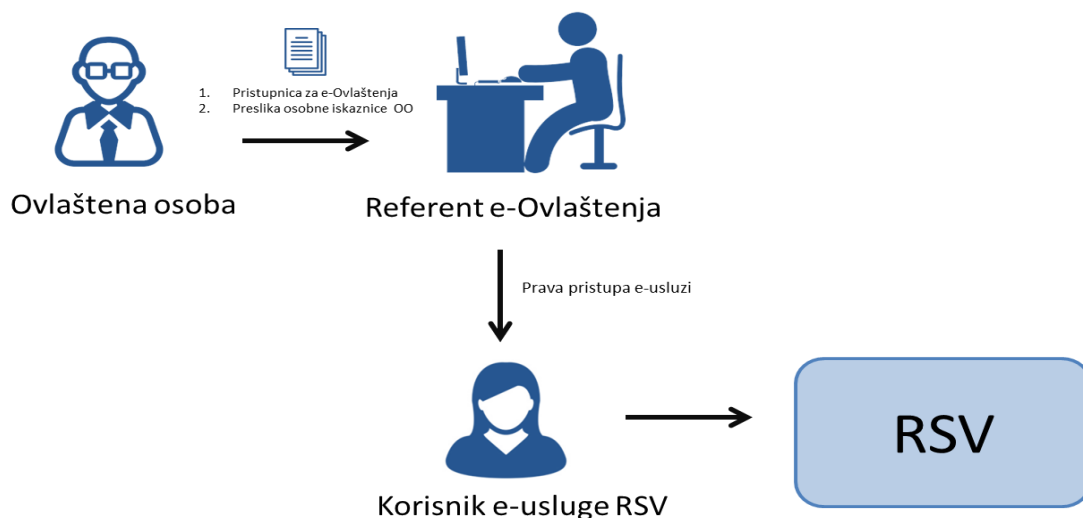 1. Pristupnica za e-Ovlaštenja
2. Preslika osobne iskaznice OO
Ovlaštena osoba
Referent e-Ovlaštenja
Prava pristupa e-usluzi
RSV
Korisnik e-usluge RSV